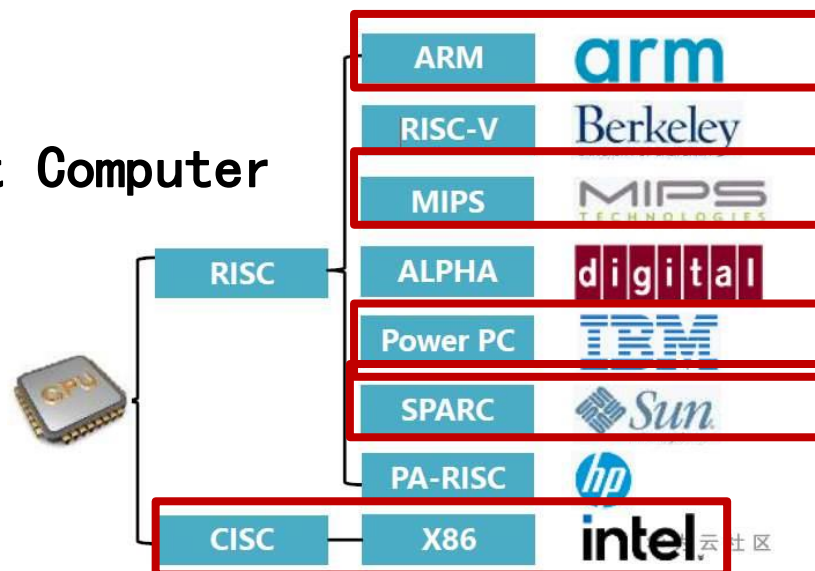 ARM
arm
RISC-V
Berkeley
t Computer
MIPS
MIPS
TECHNOLOGIES
RISC
ALPHA
digital
Power PC
IBM
CPU
SPARC
Sun
PA-RISC
hp
CISC
X86
intel.
云社区